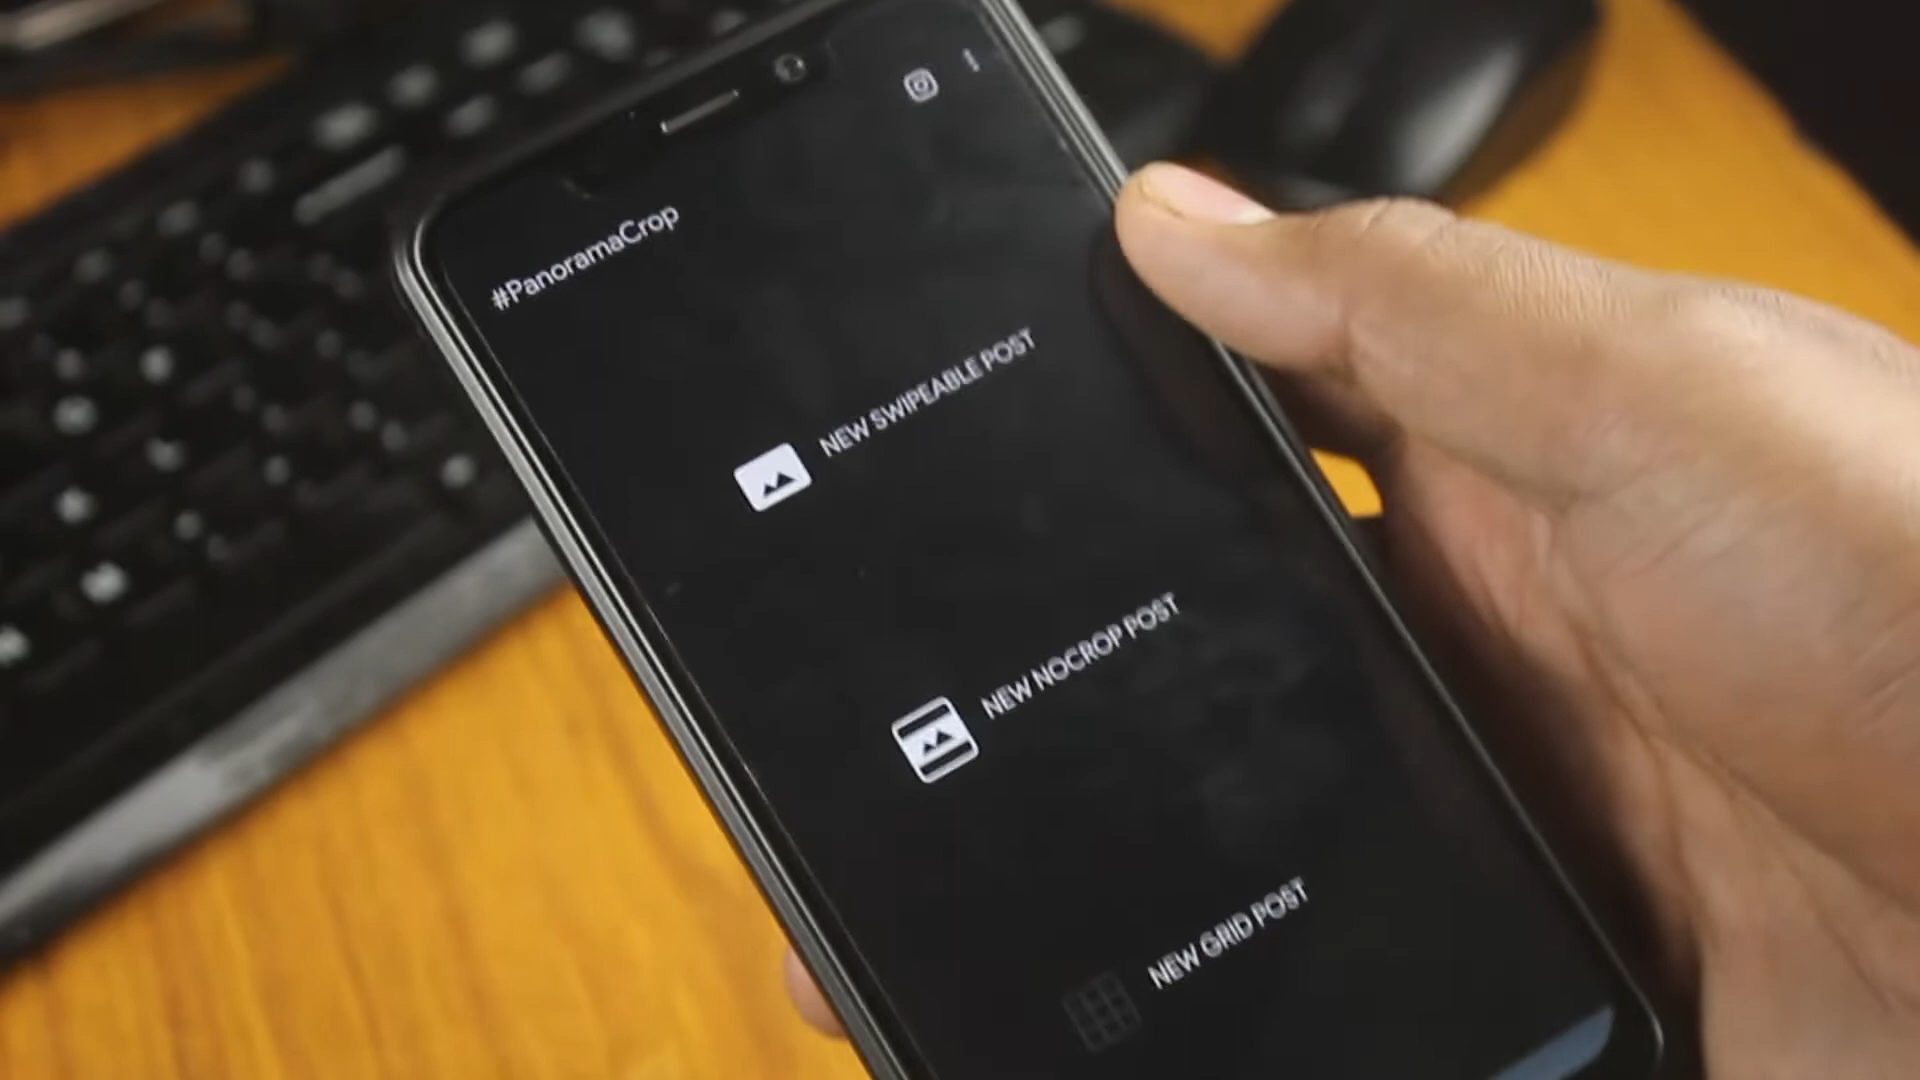 #PanoramaCrop
NEW SWIPEABLE POST
NEW NOCROP POST
NEW GRID POST